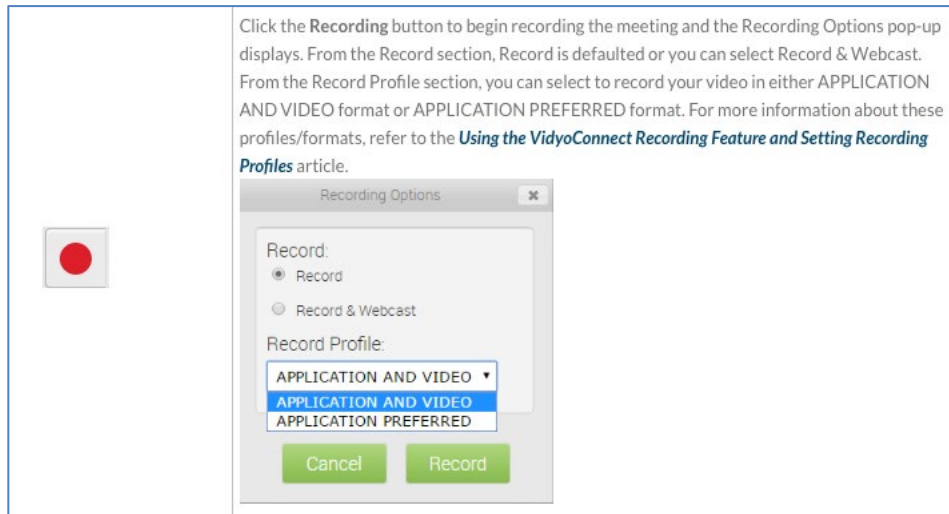 Click the Recording button to begin recording the meeting and the Recording Options pop-up
displays. From the Record section, Record is defaulted or you can select Record & Webcast.
From the Record Profile section, you can select to record your video in either APPLICATION
AND VIDEO format or APPLICATION PREFERRED format. For more information about these
profiles/formats, refer to the Using the VidyoConnect Recording Feature and Setting Recording
Profiles article.
Recording Options
Record:
Record
Record & Webcast
Record Profile:
APPLICATION AND VIDEO
APPLICATION AND VIDEO
APPLICATION PREFERRED
Cancel Record